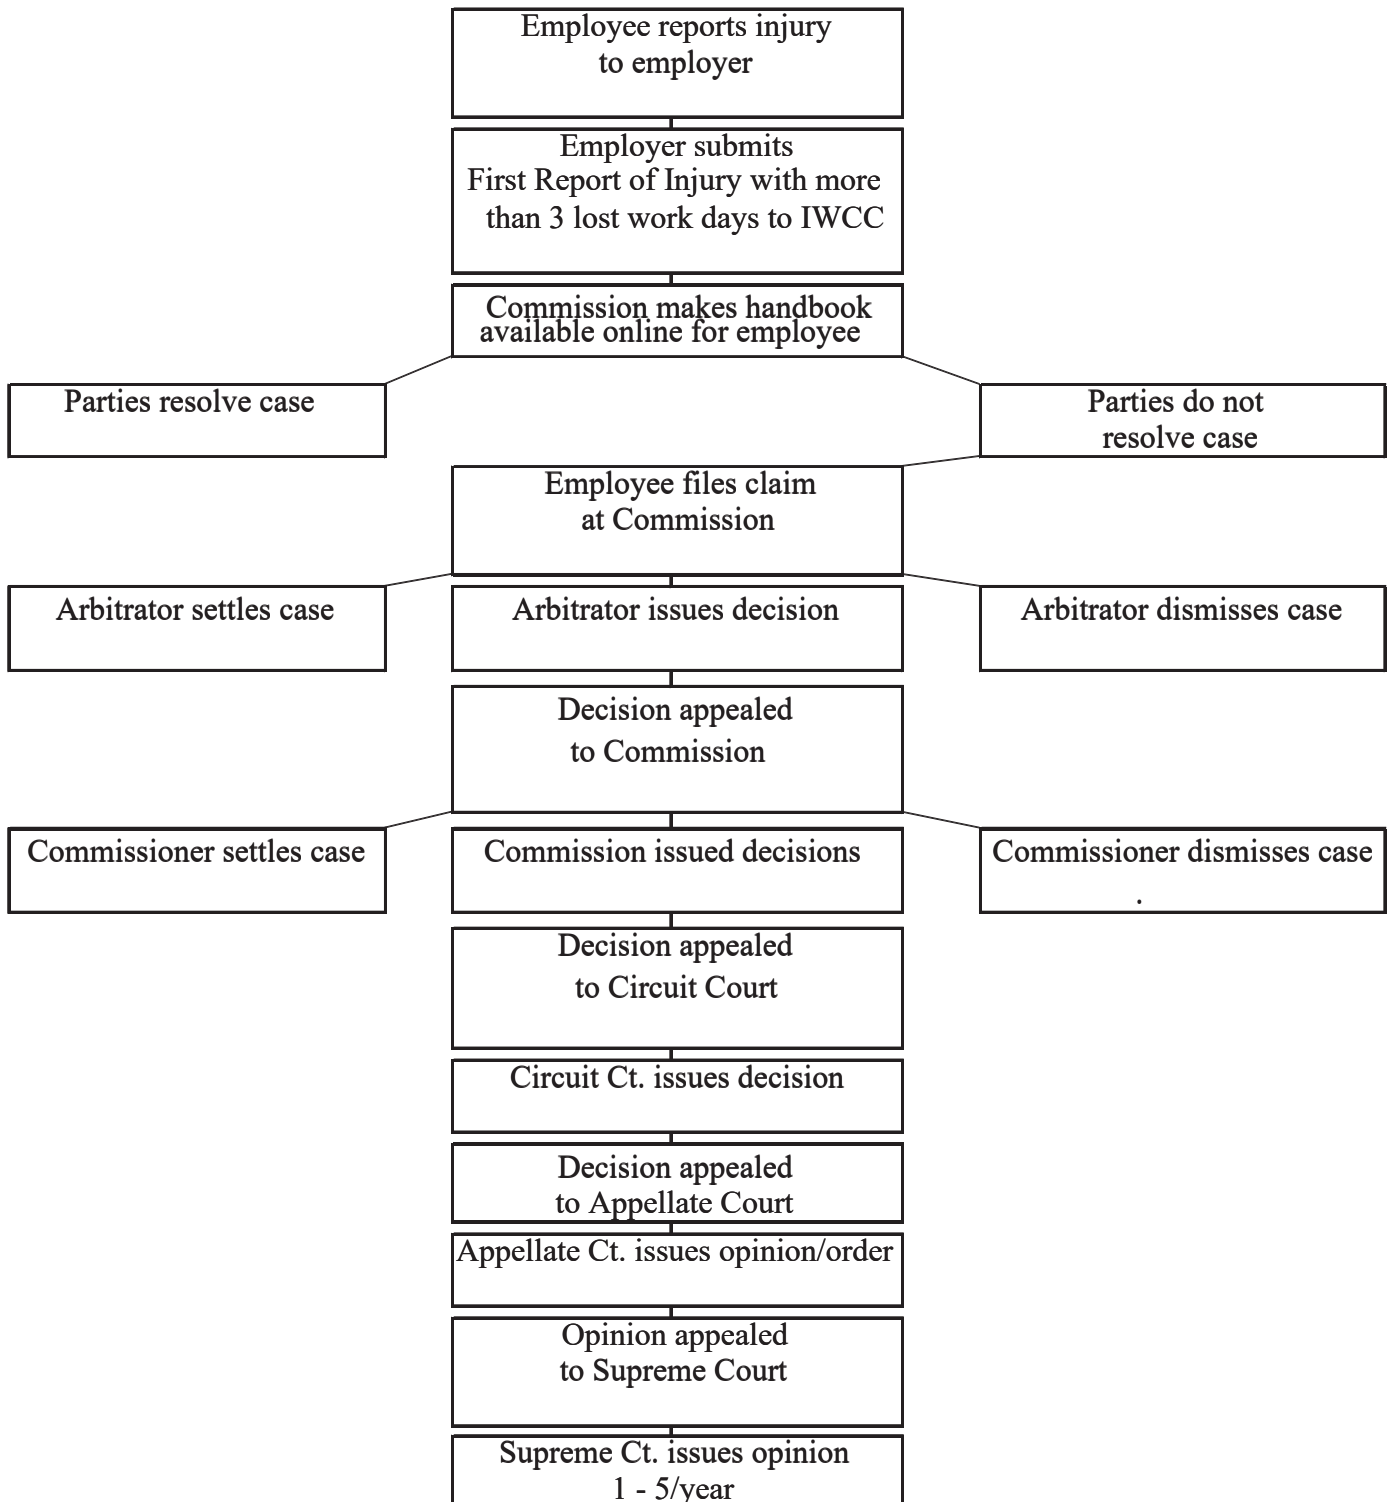 Employee reports injury
to employer
Employer submits
First Report of Injury with more
than 3 lost work days to IWCC
Commission makes handbook
available online for employee
Parties resolve case
Parties do not
resolve case
Employee files claim
at Commission
Arbitrator settles case
Arbitrator issues decision
Arbitrator dismisses case
Decision appealed
to Commission
Commissioner settles case
Commission issued decisions
Commissioner dismisses case
.
Decision appealed
to Circuit Court
Circuit Ct. issues decision
Decision appealed
to Appellate Court
Appellate Ct. issues opinion/order
Opinion appealed
to Supreme Court
Supreme Ct. issues opinion
1 - 5/year